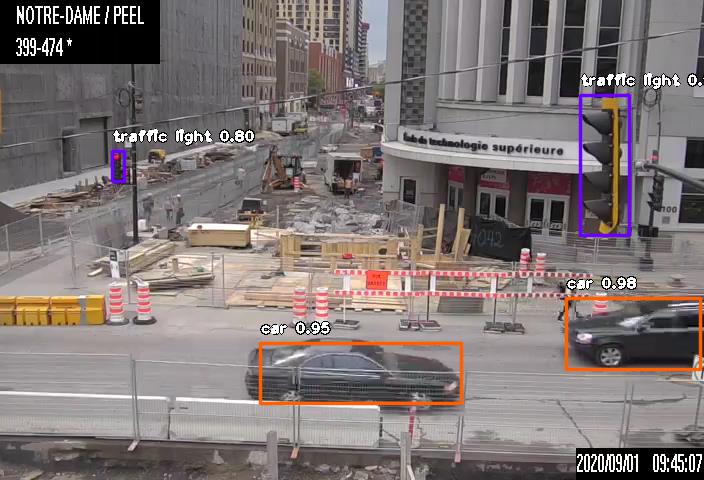 NOTRE-DAME / PEEL
399-474 *
traffic light 0.
traffic light 0.80
École de technologie supérieure
1100
car 0.98
car 0.95
2020/09/01 09:45:07